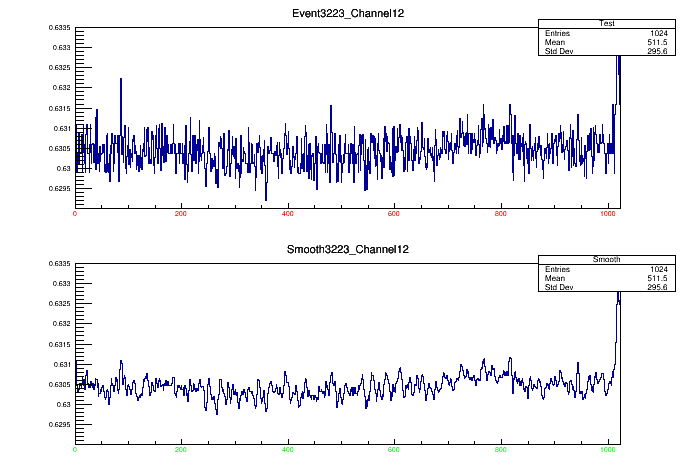 Event3223_Channel12
Test
Entries 1024
Mean 511.5
Std Dev 295.6
0.6335
0.633
0.6325
0.632
0.6315
0.631
0.6305
0.63
0.6295
0 200 400 600 800 1000
Smooth3223_Channel12
Smooth
Entries 1024
Mean 511.5
Std Dev 295.6
0.6335
0.633
0.6325
0.632
0.6315
0.631
0.6305
0.63
0.6295
0 200 400 600 800 1000